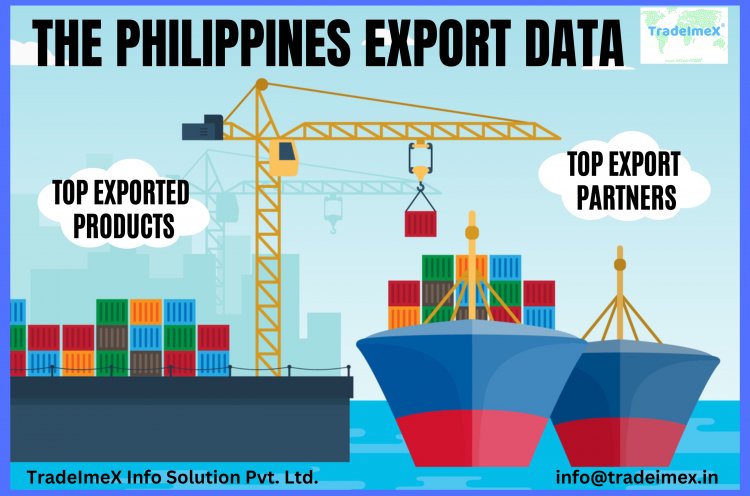 THE PHILIPPINES EXPORT DATA
TradeImeX®
TOP EXPORTED
PRODUCTS
TOP EXPORT
PARTNERS
TradeImeX Info Solution Pvt. Ltd.
info@tradeimex.in